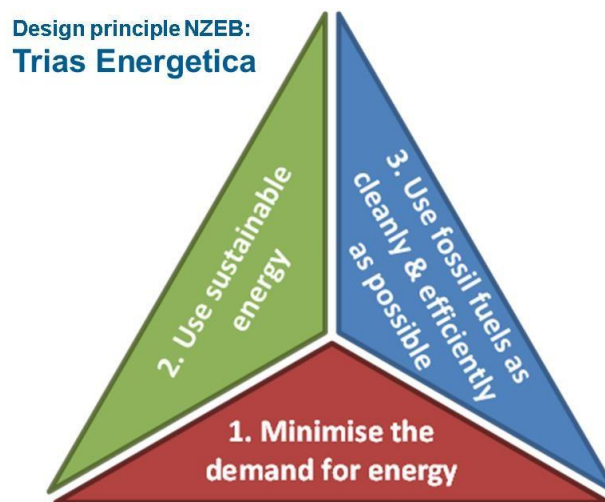 Design principle NZEB:
Trias Energetica
2. Use sustainable
energy
3. Use fossil fuels as
cleanly & efficiently
as possible
1. Minimise the
demand for energy